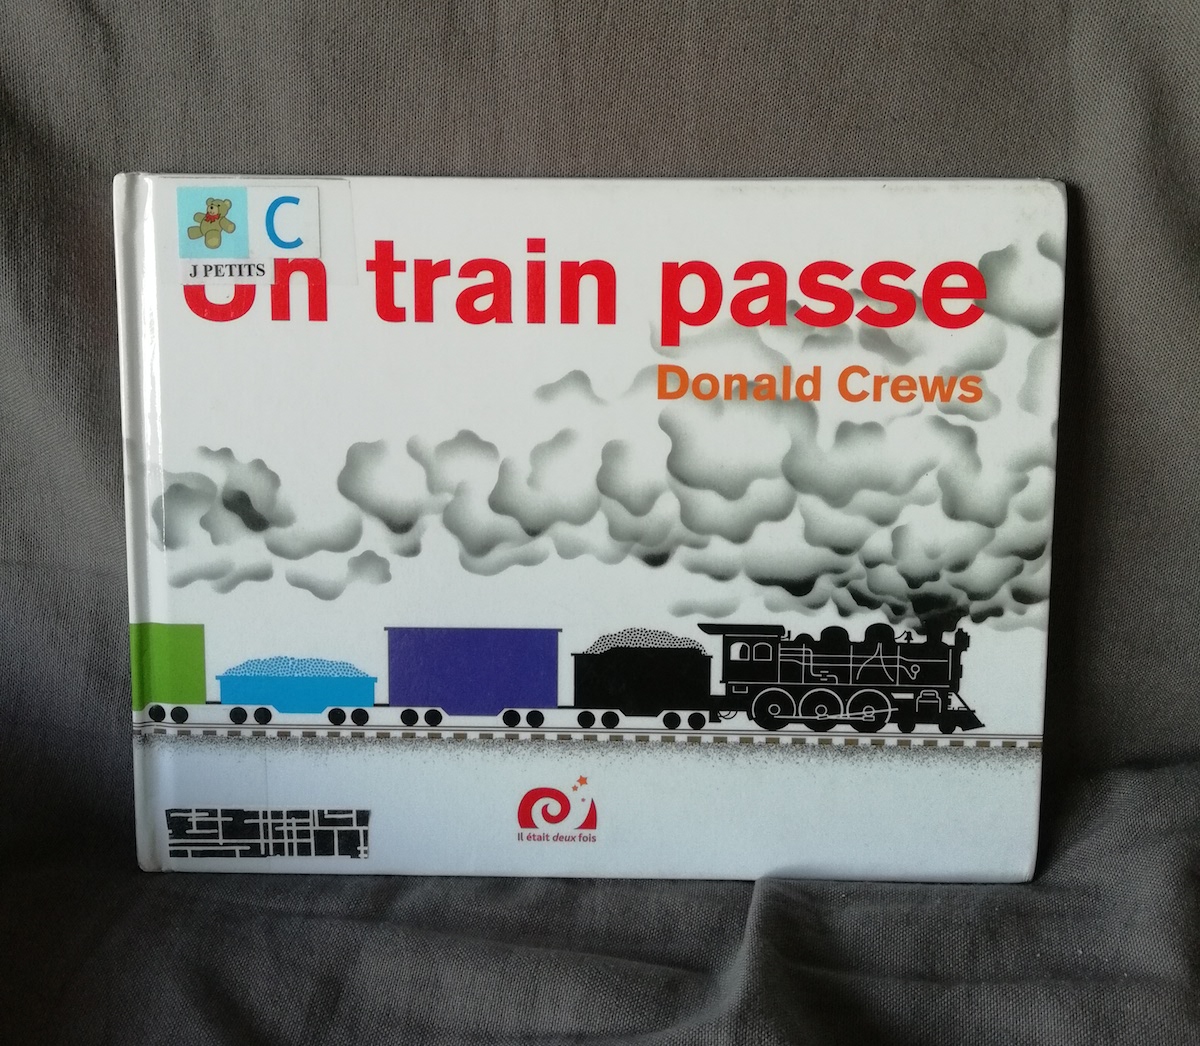 C
J PETITS
Un train passe
Donald Crews
Il était deux fois